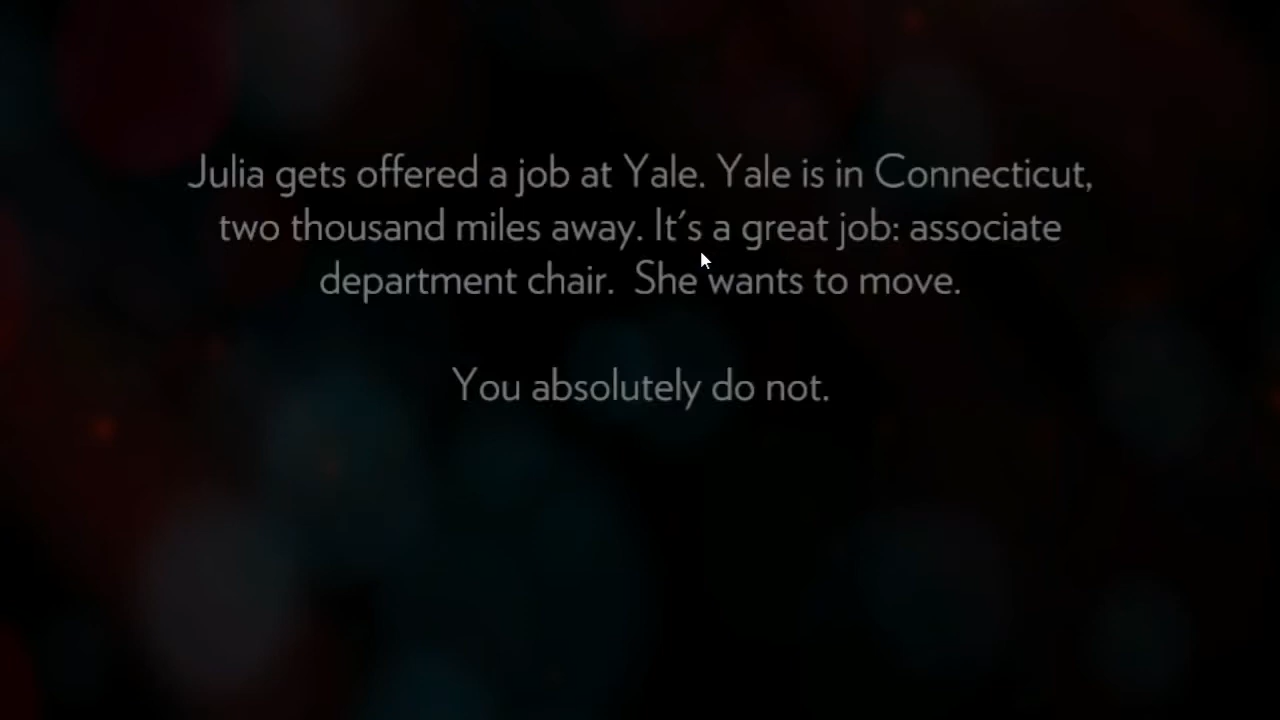 Julia gets offered a job at Yale. Yale is in Connecticut,
two thousand miles away. It's a great job: associate
department chair.  She wants to move.
You absolutely do not.